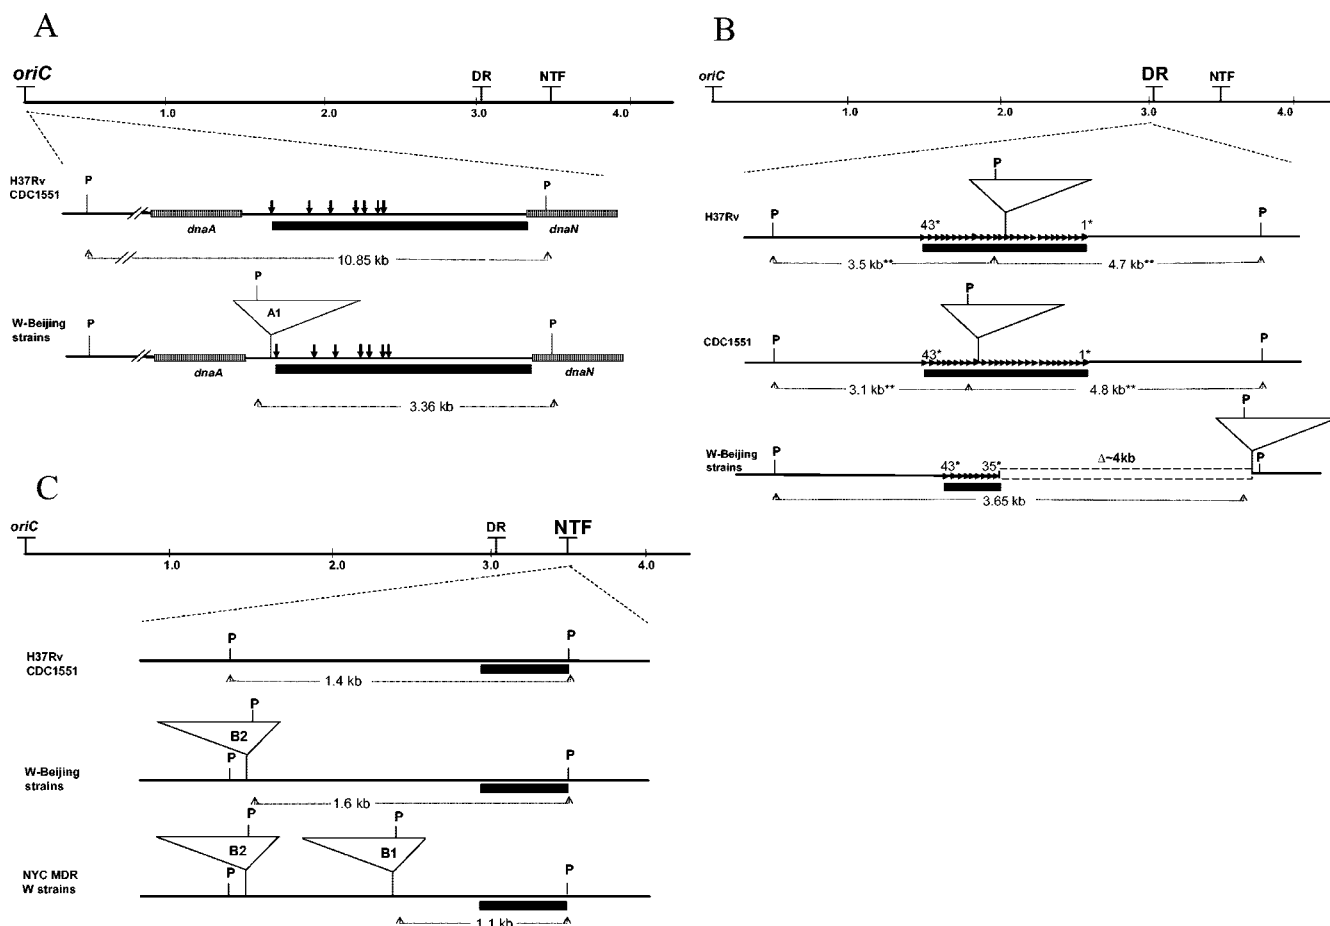 A
oriC DR NTF
1.0 2.0 3.0 4.0
H37Rv
CDC1551
P P
dnaA dnaN
10.85 kb
P
A1
W-Beijing
strains
P P
dnaA dnaN
3.36 kb
B
oriC DR NTF
1.0 2.0 3.0 4.0
P
H37Rv
P 43* 1* P
3.5 kb** 4.7 kb**
P
CDC1551
P 43* 1* P
3.1 kb** 4.8 kb**
P
W-Beijing
strains
P 43* 35* Δ~4kb P
3.65 kb
C
oriC DR NTF
1.0 2.0 3.0 4.0
H37Rv
CDC1551
P P
1.4 kb
P
B2
W-Beijing
strains
P P
1.6 kb
P P
B2 B1
NYC MDR
W strains
P P
1.1 kb